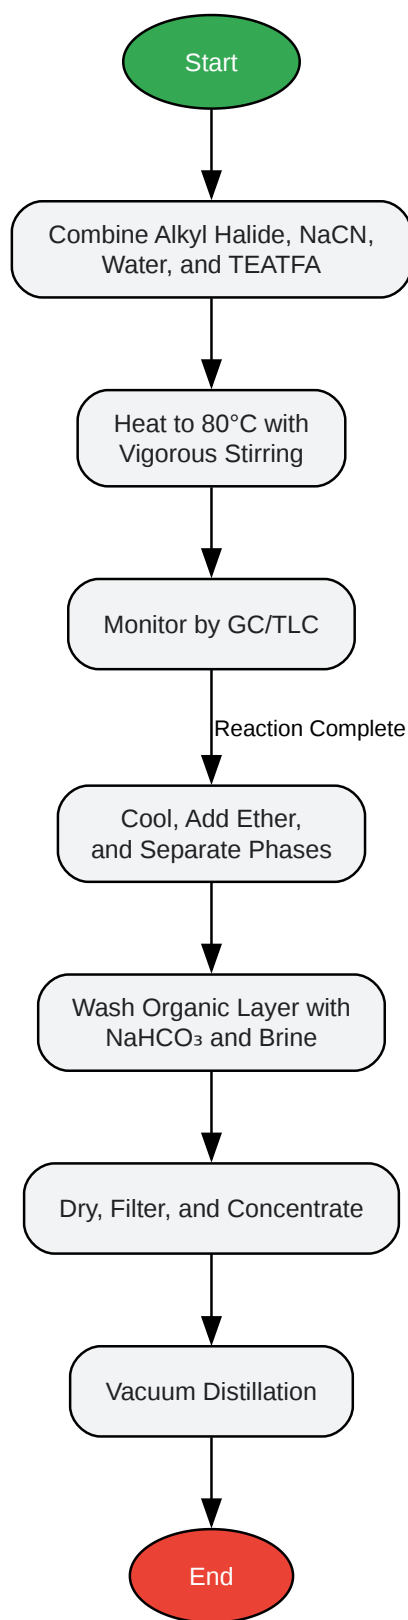 Start
Combine Alkyl Halide, NaCN,
Water, and TEATFA
Heat to 80°C with
Vigorous Stirring
Monitor by GC/TLC
Reaction Complete
Cool, Add Ether,
and Separate Phases
Wash Organic Layer with
NaHCO₃ and Brine
Dry, Filter, and Concentrate
Vacuum Distillation
End